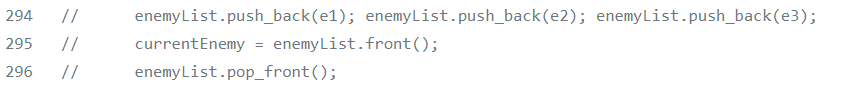 294 // enemyList.push_back(e1); enemyList.push_back(e2); enemyList.push_back(e3);
295 // currentEnemy = enemyList.front();
296 // enemyList.pop_front();